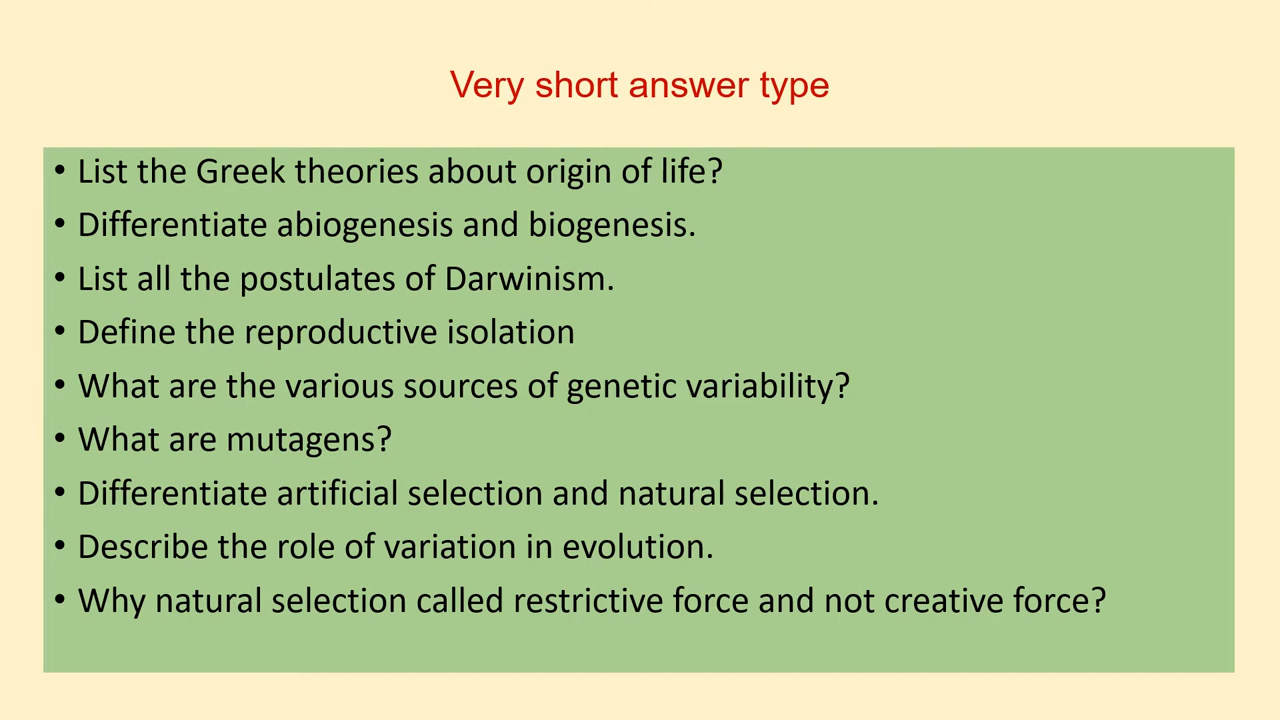 Very short answer type
• List the Greek theories about origin of life?
• Differentiate abiogenesis and biogenesis.
• List all the postulates of Darwinism.
• Define the reproductive isolation
• What are the various sources of genetic variability?
• What are mutagens?
• Differentiate artificial selection and natural selection.
• Describe the role of variation in evolution.
• Why natural selection called restrictive force and not creative force?